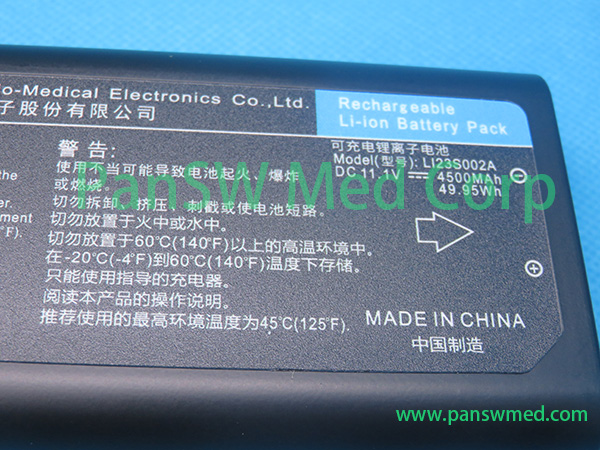 o-Medical Electronics Co.,Ltd.
子股份有限公司
Rechargeable
Li-ion Battery Pack
可充电锂离子电池
Model(型号): LI23S002A
DC 11.1V 4500MAh
49.95Wh
警告:
使用不当可能导致电池起火、爆炸
或燃烧。
切勿拆卸、挤压、刺戳或使电池短路。
切勿放置于火中或水中。
切勿放置于60℃(140°F)以上的高温环境中。
在-20℃(-4°F)到60℃(140°F)温度下存储。
只能使用指导的充电器。
阅读本产品的操作说明。
推荐使用的最高环境温度为45℃(125°F).
er.
ment
°F).
MADE IN CHINA
中国制造
PanSW Med Corp
www.panswmed.com